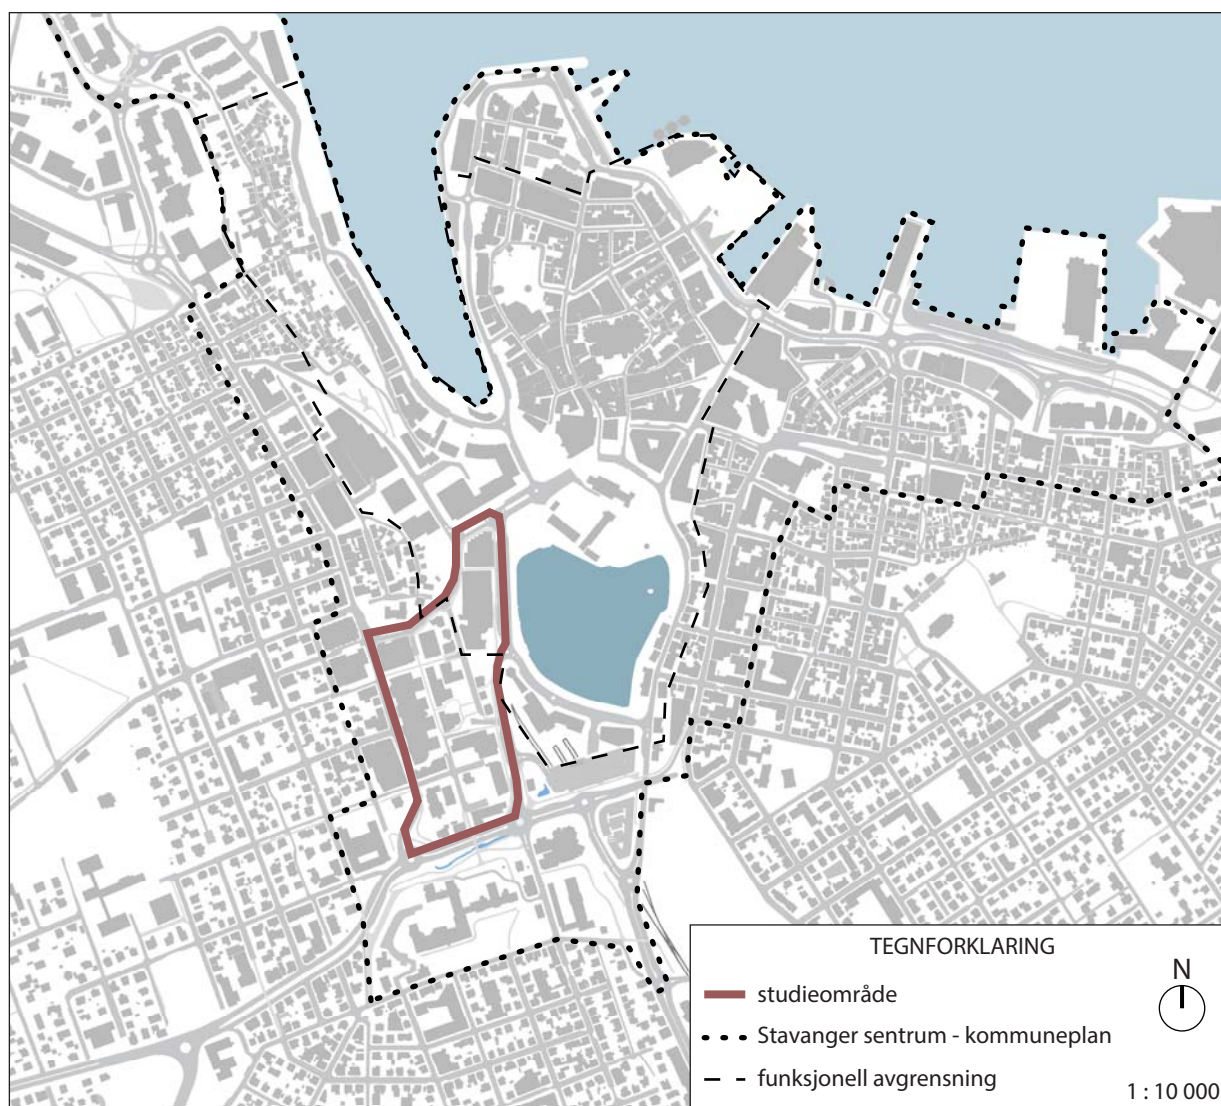 TEGNFORKLARING
N
studieområde
Stavanger sentrum - kommuneplan
funksjonell avgrensning
1 : 10 000